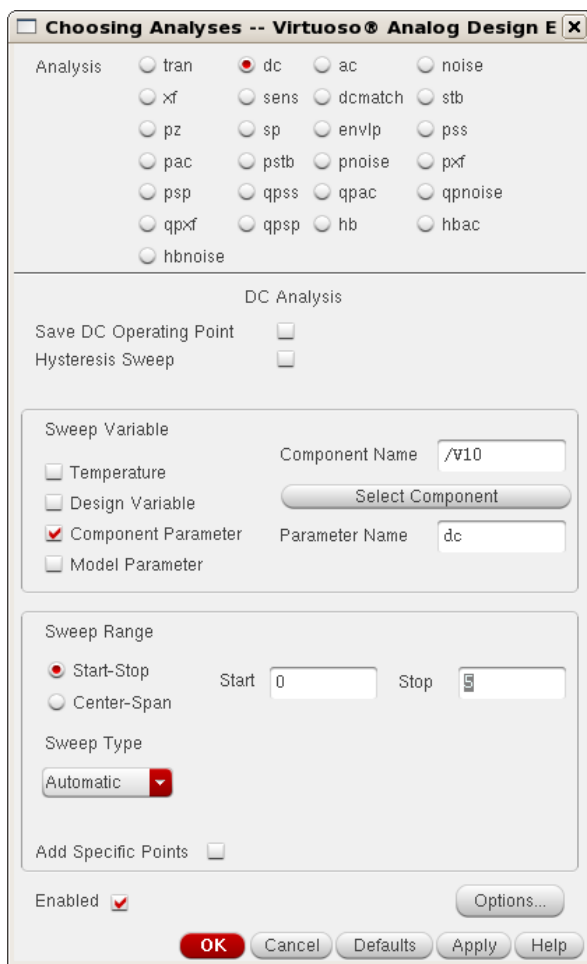 Choosing Analyses -- Virtuoso® Analog Design E
Analysis tran dc ac noise
xf sens dcmatch stb
pz sp envlp pss
pac pstb pnoise pxf
psp qpss qpac qpnoise
qpxf qpsp hb hbac
hbnoise
DC Analysis
Save DC Operating Point
Hysteresis Sweep
Sweep Variable
Component Name /V10
Temperature
Design Variable Select Component
Component Parameter Parameter Name dc
Model Parameter
Sweep Range
Start-Stop Start 0 Stop 5
Center-Span
Sweep Type
Automatic
Add Specific Points
Enabled Options...
OK Cancel Defaults Apply Help